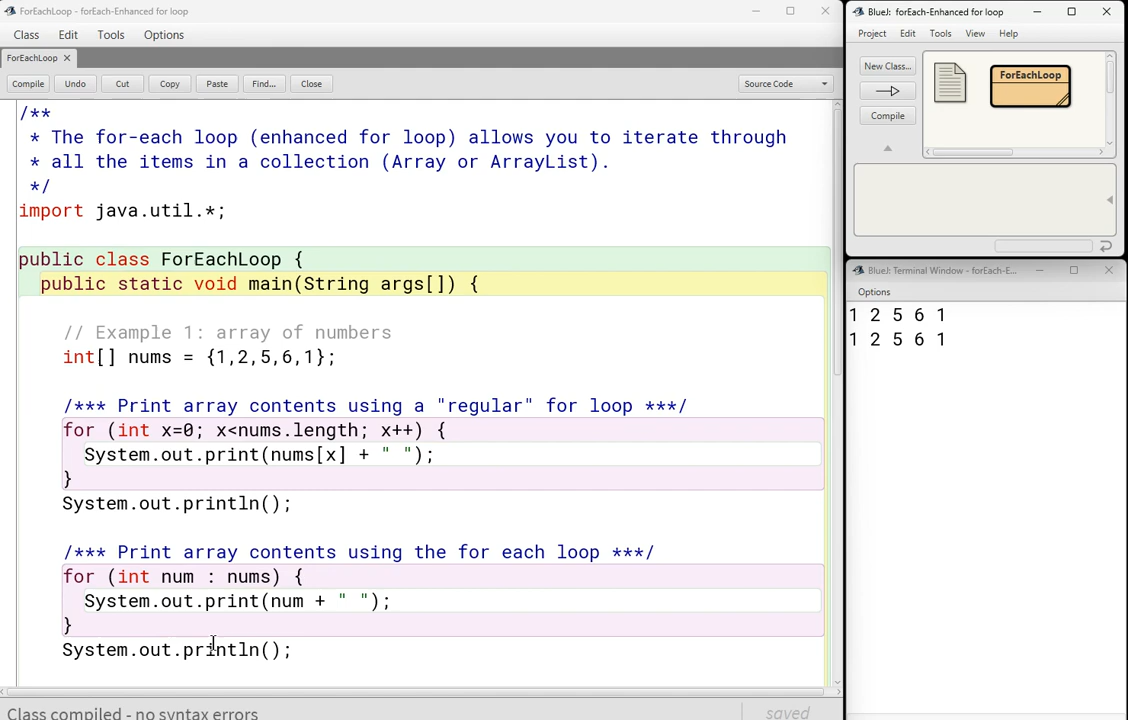 ForEachLoop - forEach-Enhanced for loop
Class Edit Tools Options
ForEachLoop ×
Compile Undo Cut Copy Paste Find... Close Source Code
/**
* The for-each loop (enhanced for loop) allows you to iterate through
* all the items in a collection (Array or ArrayList).
*/
import java.util.*;
public class ForEachLoop {
public static void main(String args[]) {
// Example 1: array of numbers
int[] nums = {1,2,5,6,1};
/*** Print array contents using a "regular" for loop ***/
for (int x=0; x<nums.length; x++) {
System.out.print(nums[x] + " ");
}
System.out.println();
/*** Print array contents using the for each loop ***/
for (int num : nums) {
System.out.print(num + " ");
}
System.out.println();
Class compiled - no syntax errors
saved
BlueJ: forEach-Enhanced for loop
Project Edit Tools View Help
New Class...
ForEachLoop
Compile
BlueJ: Terminal Window - forEach-E...
Options
1 2 5 6 1
1 2 5 6 1